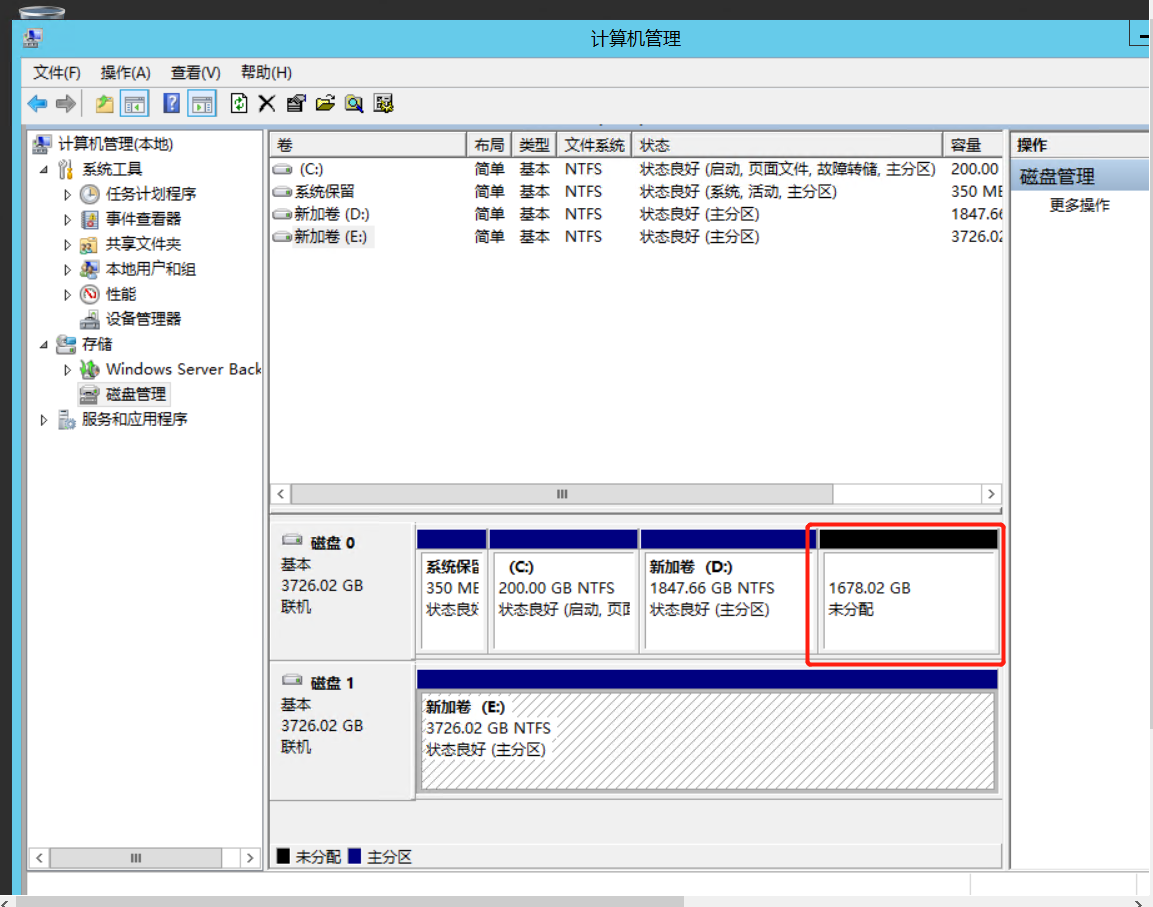 计算机管理
文件(F) 操作(A) 查看(V) 帮助(H)
计算机管理(本地)
系统工具
任务计划程序
事件查看器
共享文件夹
本地用户和组
性能
设备管理器
存储
Windows Server Back
磁盘管理
服务和应用程序
卷 布局 类型 文件系统 状态 容量
(C:) 简单 基本 NTFS 状态良好 (启动, 页面文件, 故障转储, 主分区) 200.00
系统保留 简单 基本 NTFS 状态良好 (系统, 活动, 主分区) 350 ME
新加卷 (D:) 简单 基本 NTFS 状态良好 (主分区) 1847.66
新加卷 (E:) 简单 基本 NTFS 状态良好 (主分区) 3726.02
操作
磁盘管理
更多操作
磁盘 0
基本
3726.02 GB
联机
系统保留
350 ME
状态良好
(C:)
200.00 GB NTFS
状态良好 (启动, 页面
新加卷 (D:)
1847.66 GB NTFS
状态良好 (主分区)
1678.02 GB
未分配
磁盘 1
基本
3726.02 GB
联机
新加卷 (E:)
3726.02 GB NTFS
状态良好 (主分区)
未分配 主分区